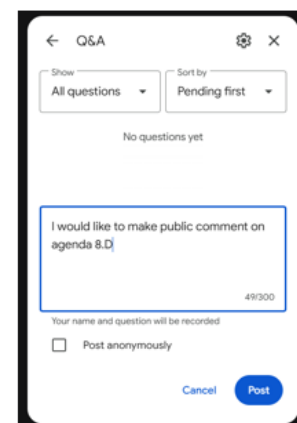 Q&A
Show
Sort by
All questions
Pending first
No questions yet
I would like to make public comment on
agenda 8.D
49/300
Your name and question will be recorded
Post anonymously
Cancel
Post